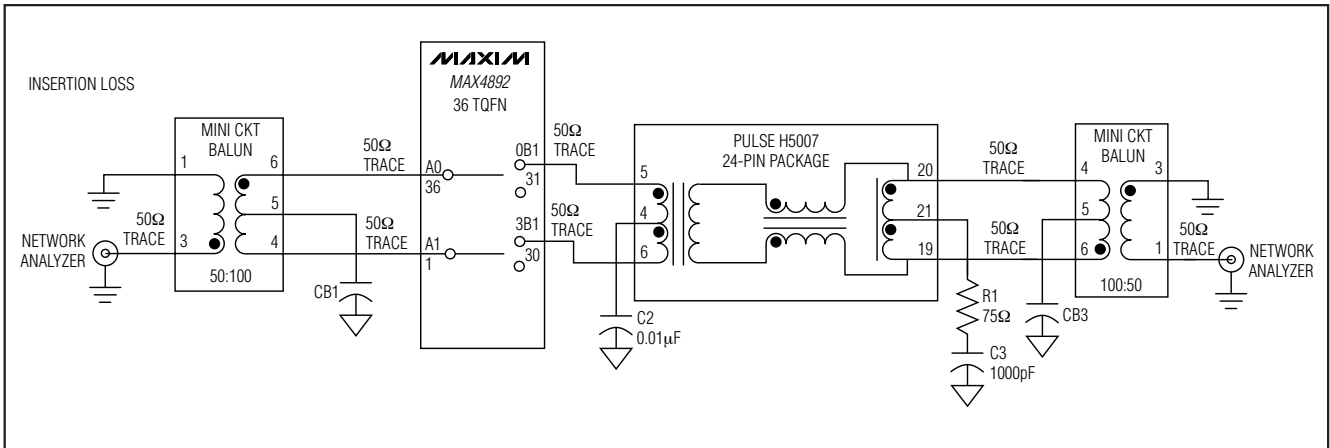 INSERTION LOSS
MAXIM
MAX4892
36 TQFN
MINI CKT
BALUN
1
6
5
3
4
50:100
50Ω
TRACE
NETWORK
ANALYZER
CB1
50Ω
TRACE
50Ω
TRACE
A0
36
A1
1
0B1
31
3B1
30
50Ω
TRACE
50Ω
TRACE
PULSE H5007
24-PIN PACKAGE
5
4
6
20
21
19
C2
0.01µF
R1
75Ω
C3
1000pF
50Ω
TRACE
50Ω
TRACE
MINI CKT
BALUN
4
3
5
6
1
100:50
CB3
50Ω
TRACE
NETWORK
ANALYZER